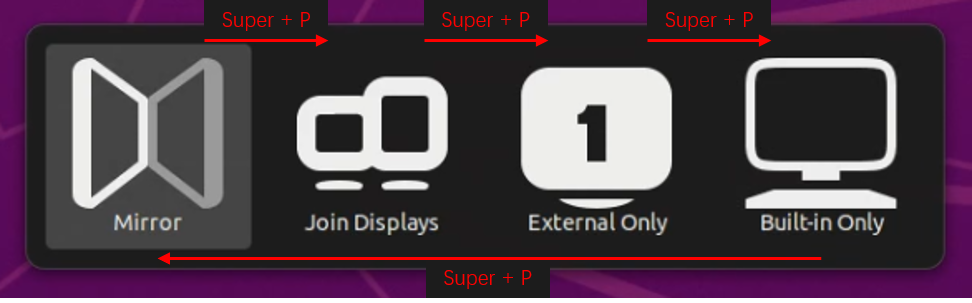 Super + P
Super + P
Super + P
1
Mirror
Join Displays
External Only
Built-in Only
Super + P